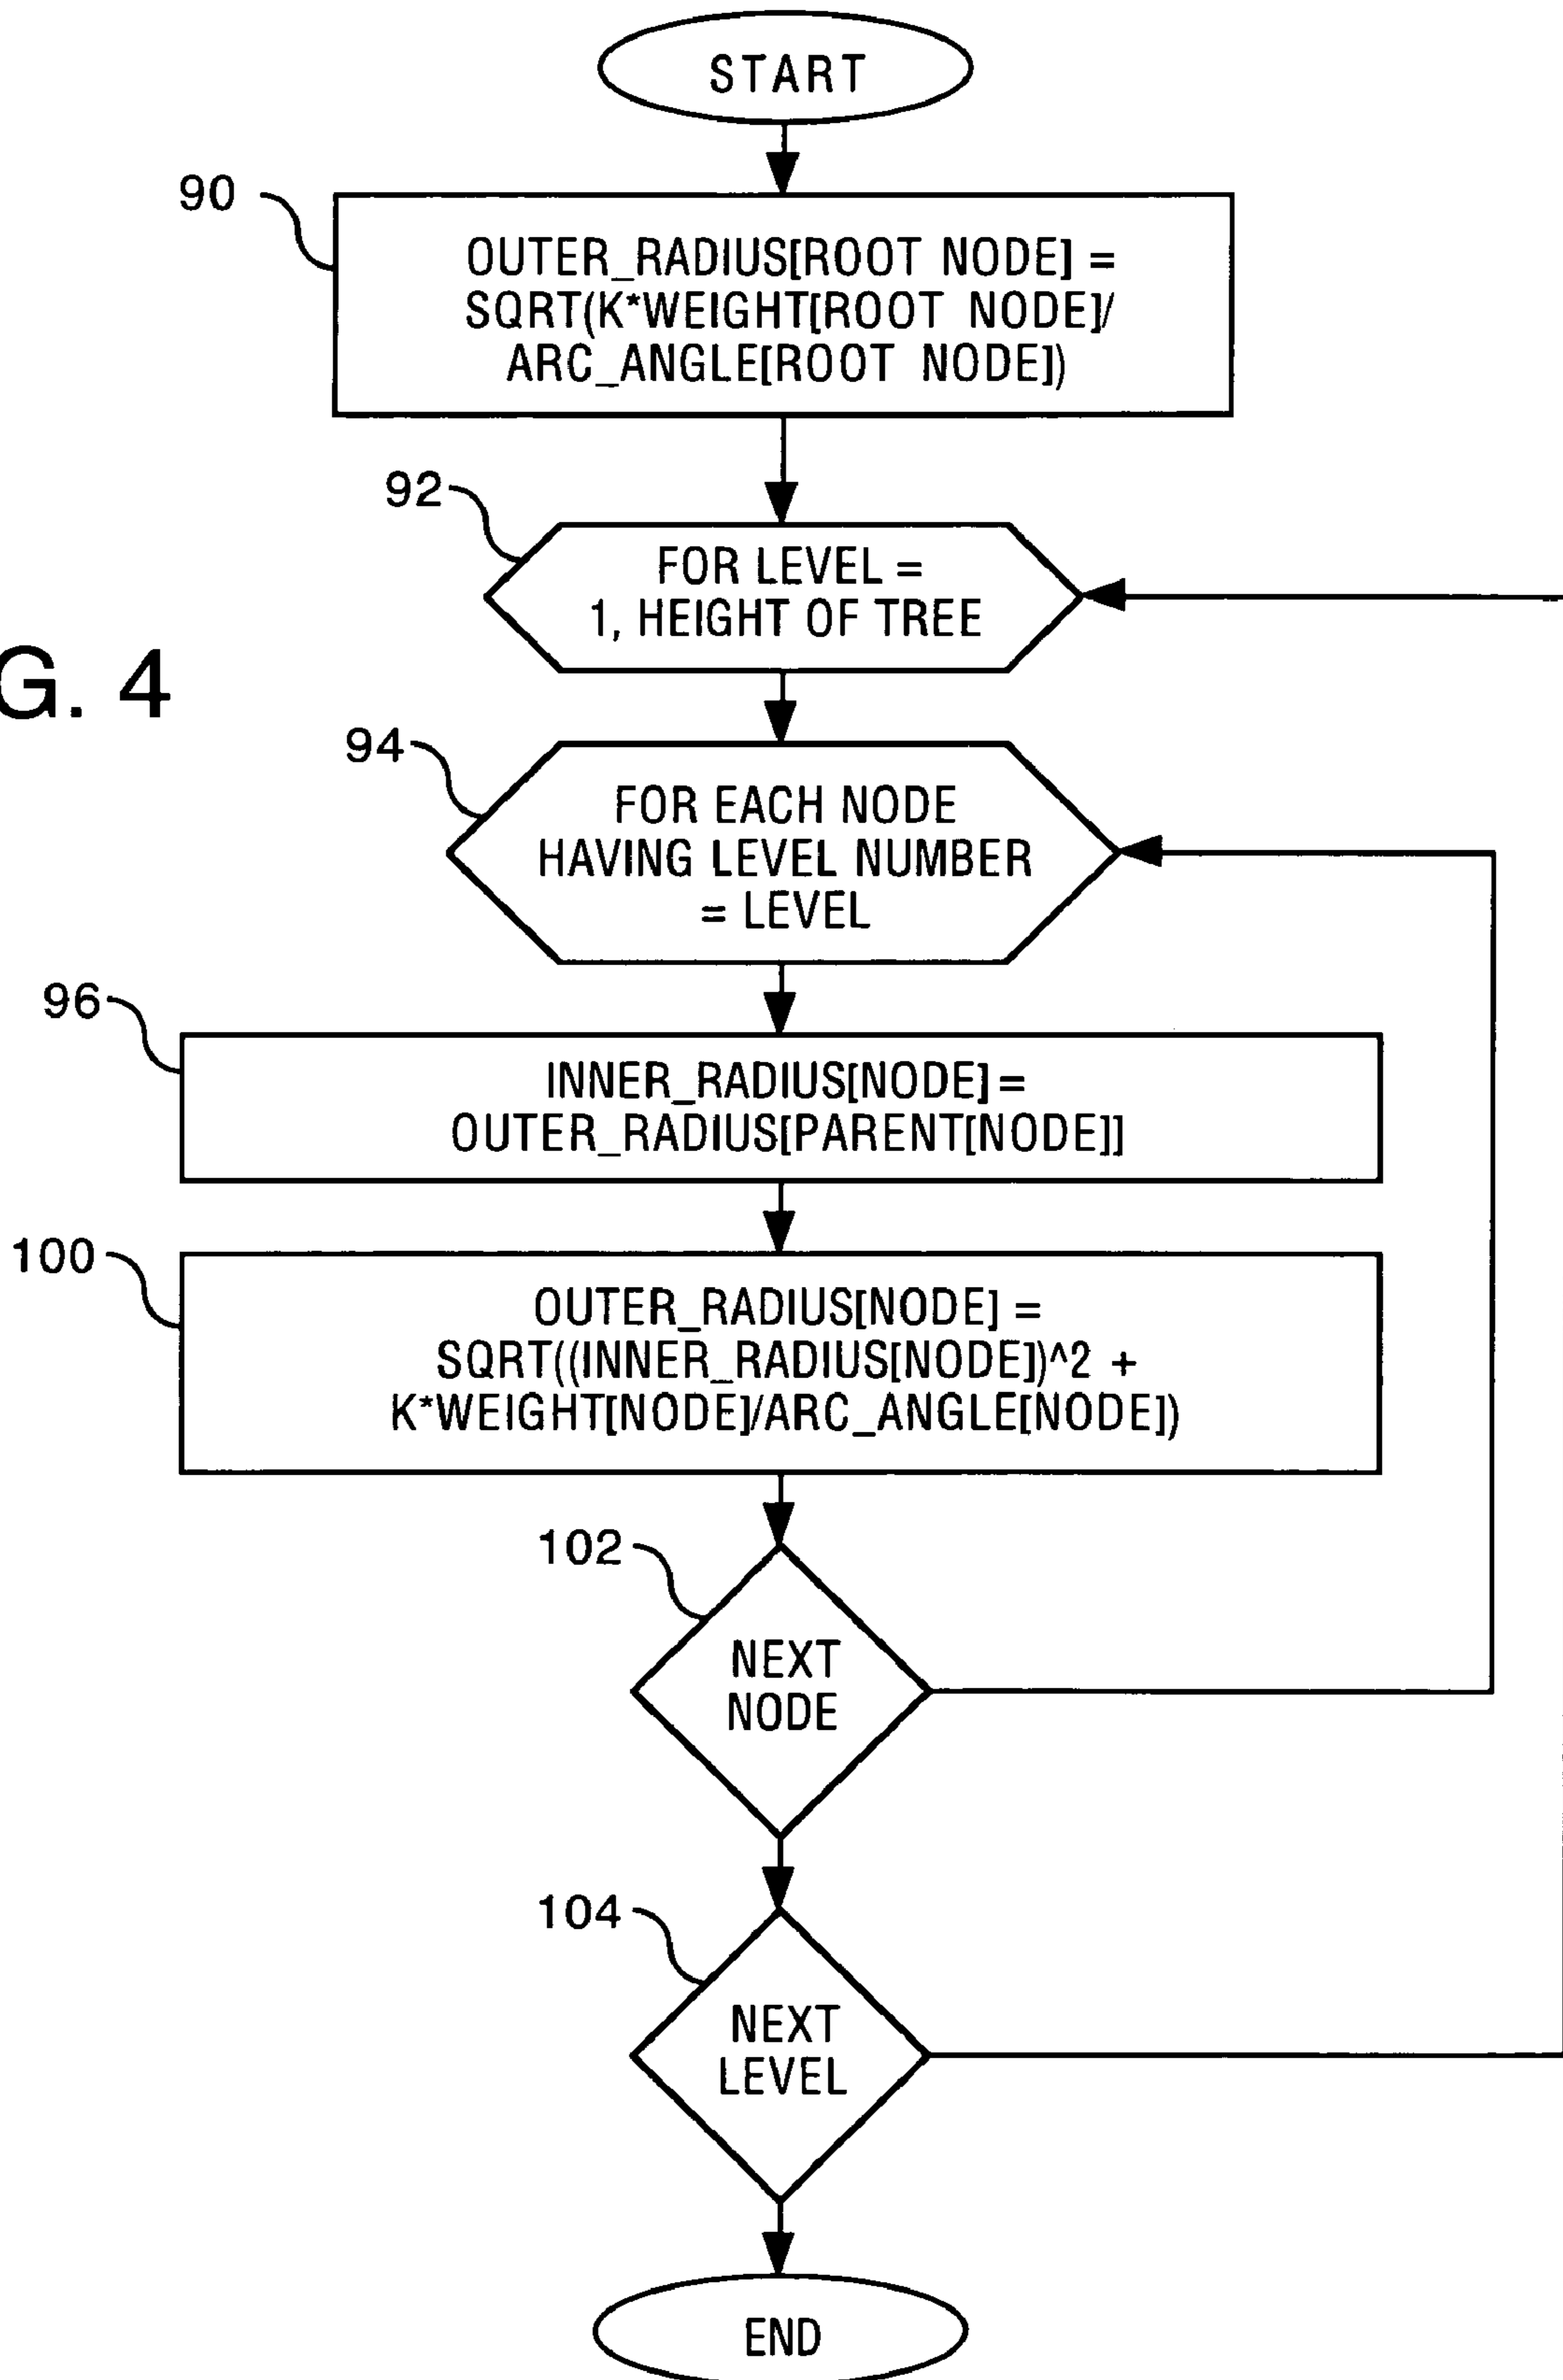 START
90
OUTER_RADIUS[ROOT NODE] =
SQRT(K*WEIGHT[ROOT NODE]/
ARC_ANGLE[ROOT NODE])
92
FOR LEVEL =
1, HEIGHT OF TREE
G. 4
94
FOR EACH NODE
HAVING LEVEL NUMBER
= LEVEL
96
INNER_RADIUS[NODE] =
OUTER_RADIUS[PARENT[NODE]]
100
OUTER_RADIUS[NODE] =
SQRT((INNER_RADIUS[NODE])^2 +
K*WEIGHT[NODE]/ARC_ANGLE[NODE])
102
NEXT
NODE
104
NEXT
LEVEL
END